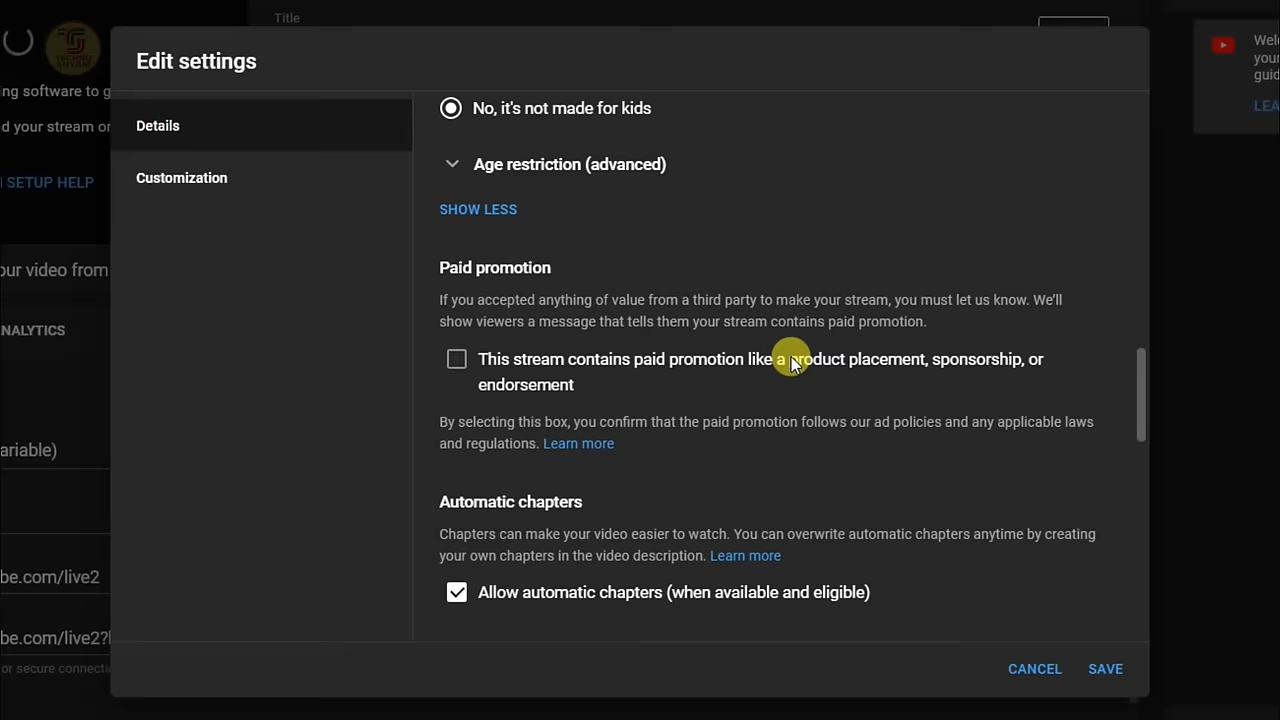 Title
Edit settings
ing software to g
d your stream or
SETUP HELP
our video from
NALYTICS
ariable)
be.com/live2
be.com/live2?
or secure connecti
Details
Customization
No, it's not made for kids
Age restriction (advanced)
SHOW LESS
Paid promotion
If you accepted anything of value from a third party to make your stream, you must let us know. We'll
show viewers a message that tells them your stream contains paid promotion.
This stream contains paid promotion like a product placement, sponsorship, or
endorsement
By selecting this box, you confirm that the paid promotion follows our ad policies and any applicable laws
and regulations. Learn more
Automatic chapters
Chapters can make your video easier to watch. You can overwrite automatic chapters anytime by creating
your own chapters in the video description. Learn more
Allow automatic chapters (when available and eligible)
CANCEL SAVE
Wel
your
guid
LEA